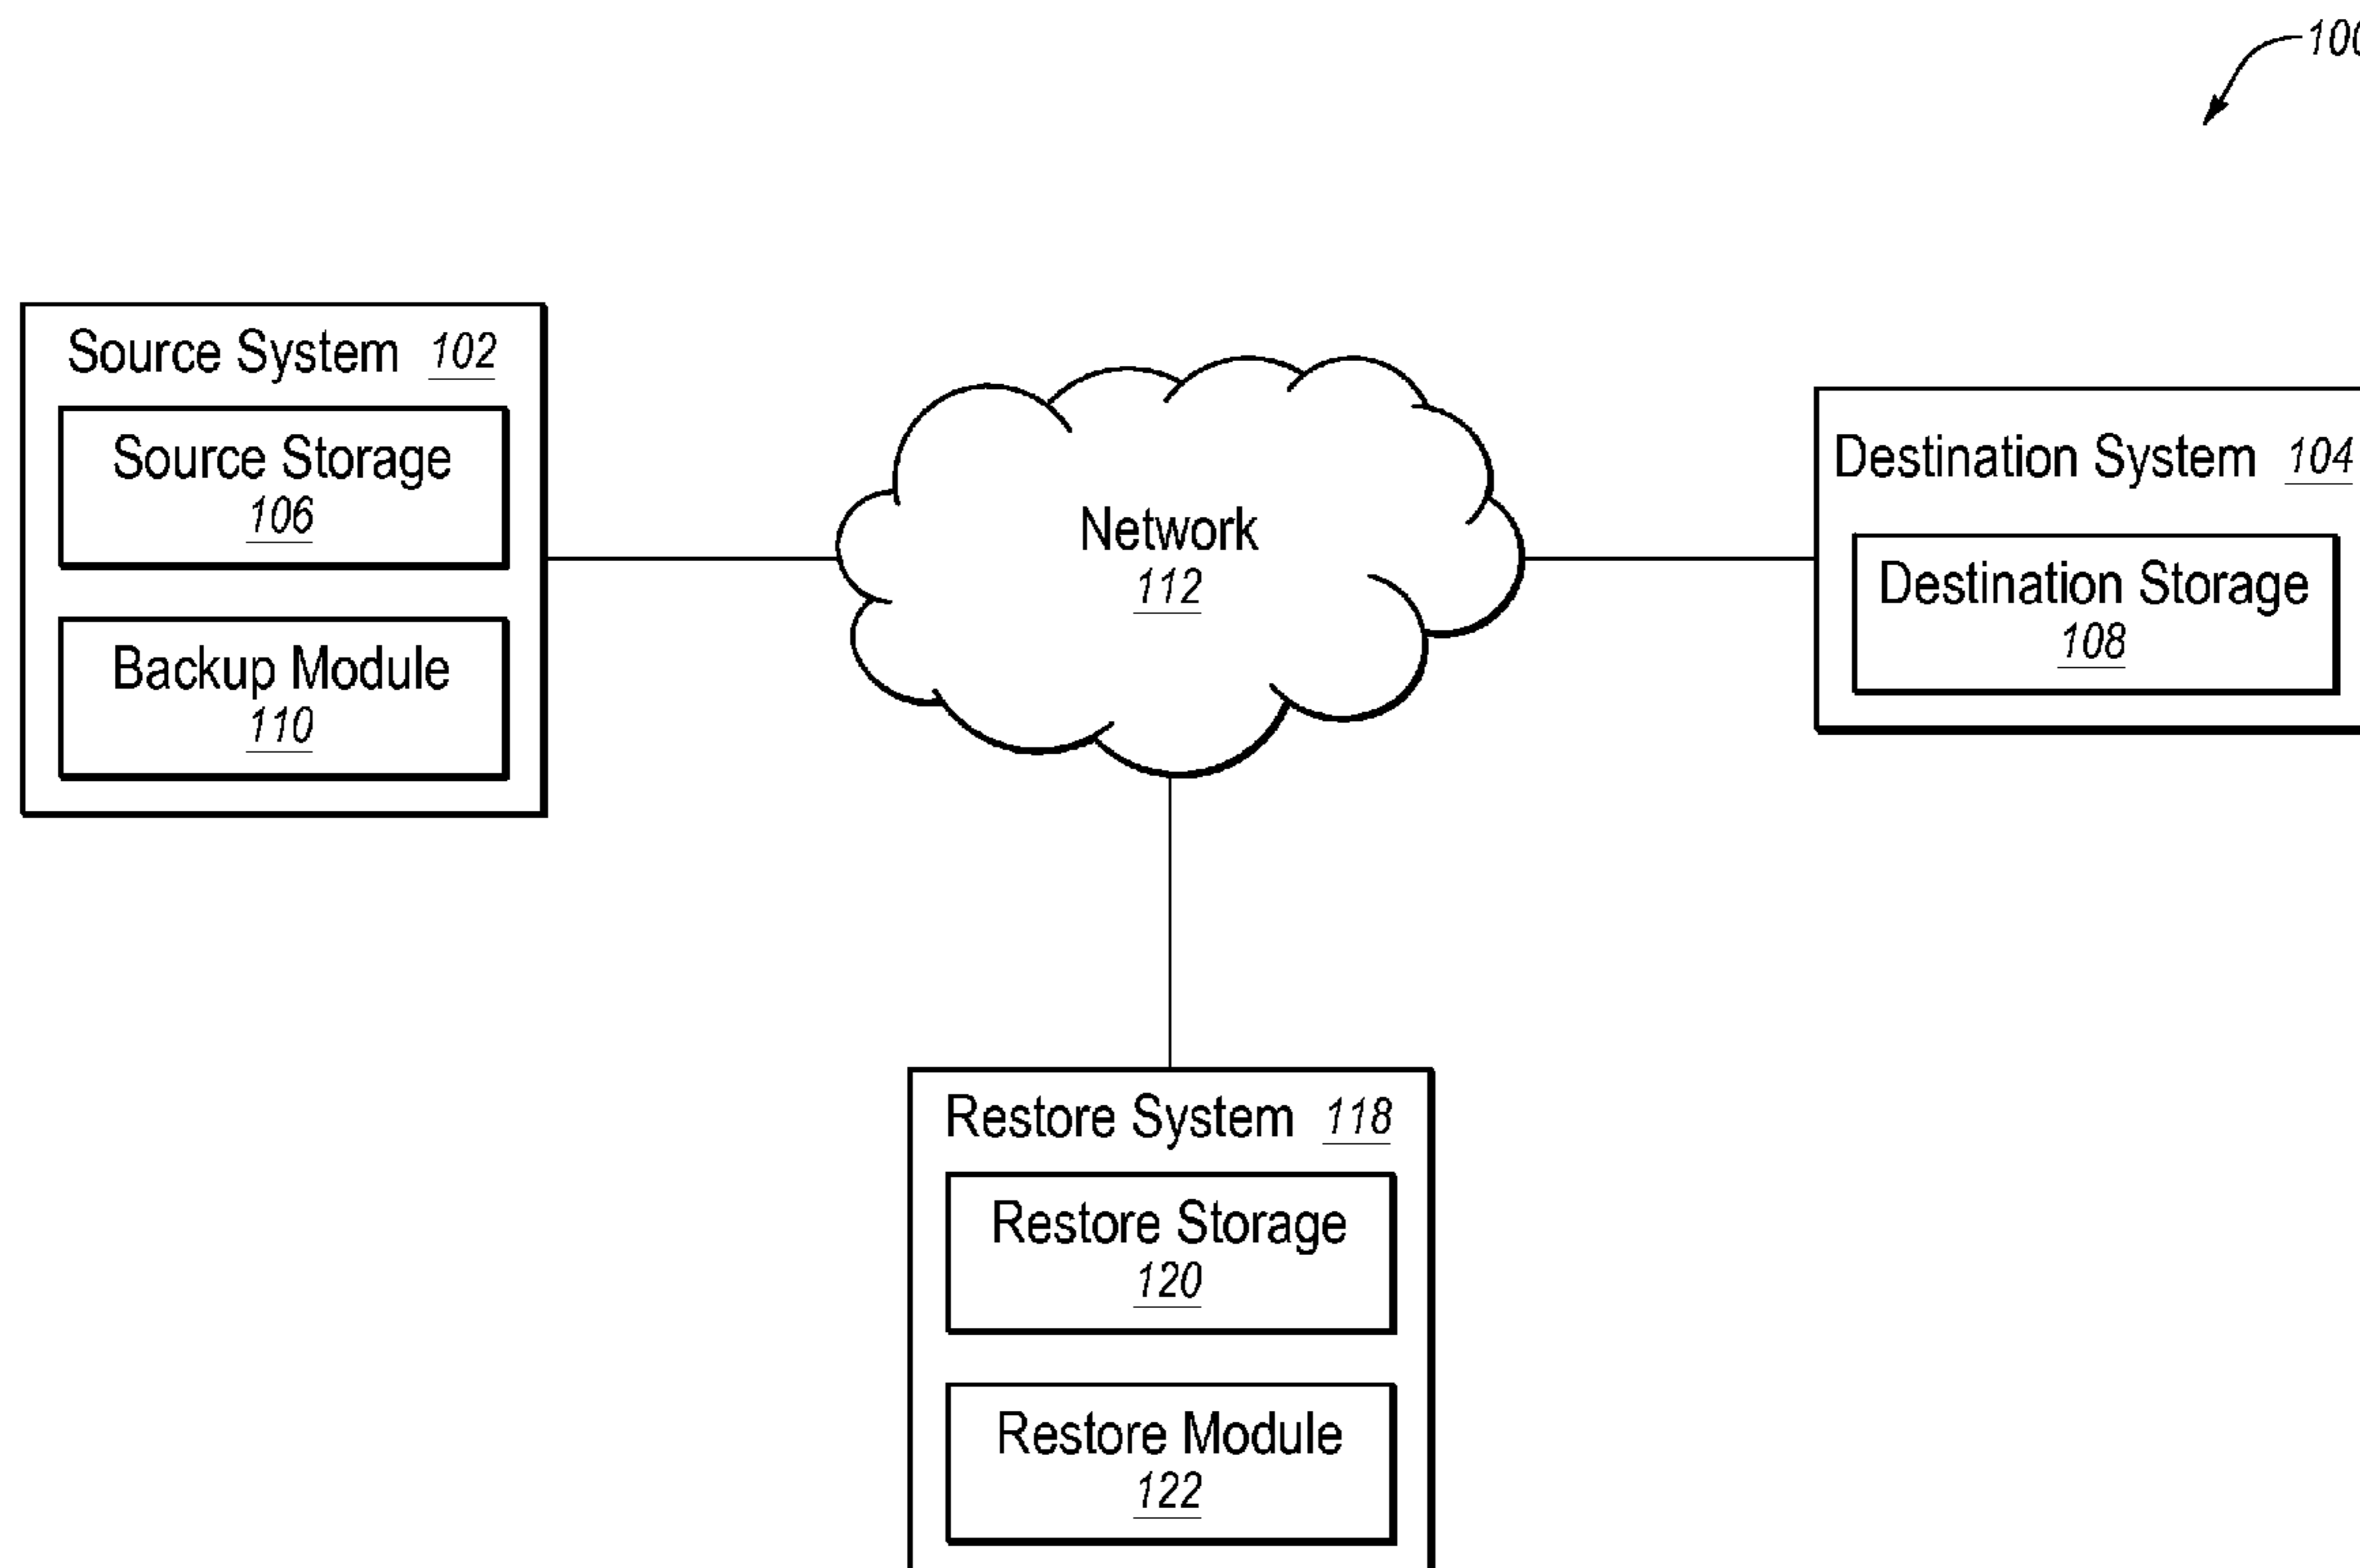 100
Source System 102
Source Storage
106
Backup Module
110
Network
112
Destination System 104
Destination Storage
108
Restore System 118
Restore Storage
120
Restore Module
122